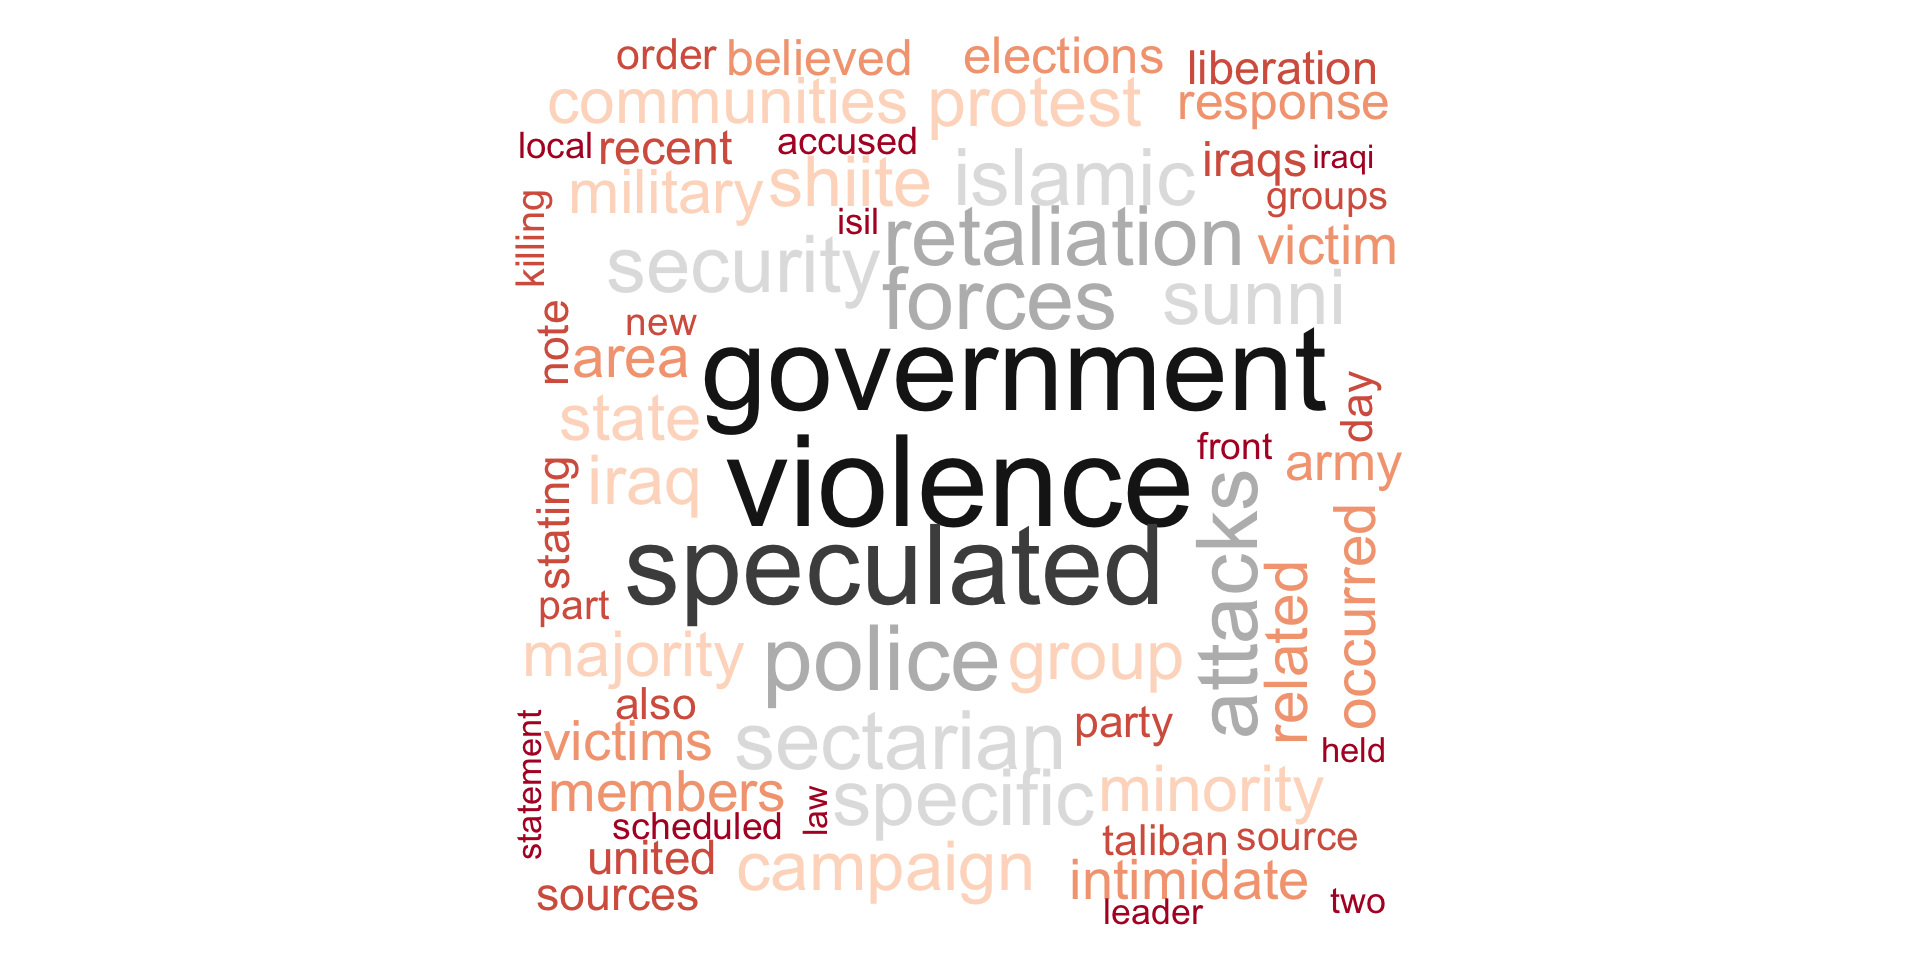 order believed elections liberation
communities protest response
local recent accused iraqs iraqi
military shiite islamic groups
killing isil retaliation victim
security forces sunni
note new
area government
state day
iraq violence front army
stating attacks occurred
speculated related
part
majority police group
also party
statement victims sectarian held
members specific minority
scheduled law taliban source
united campaign intimidate
sources leader two